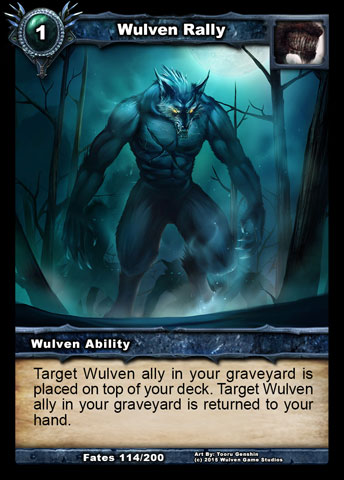 1
Wulven Rally
Wulven Ability
Target Wulven ally in your graveyard is
placed on top of your deck. Target Wulven
ally in your graveyard is returned to your
hand.
Fates 114/200
Art By: Tooru Genshin
(c) 2015 Wulven Game Studios